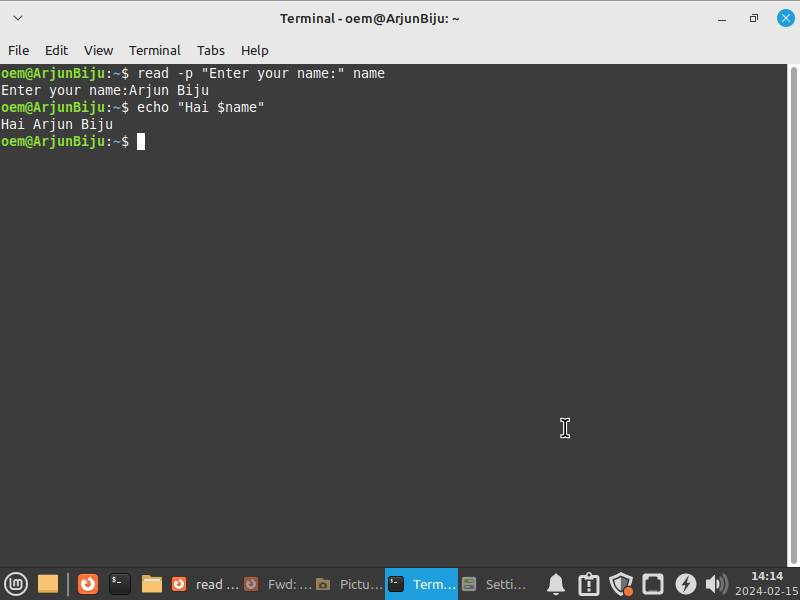 Terminal - oem@ArjunBiju: ~
File Edit View Terminal Tabs Help
oem@ArjunBiju:~$ read -p "Enter your name:" name
Enter your name:Arjun Biju
oem@ArjunBiju:~$ echo "Hai $name"
Hai Arjun Biju
oem@ArjunBiju:~$
read ... Fwd: ... Pictu... Term... Setti...
14:14
2024-02-15